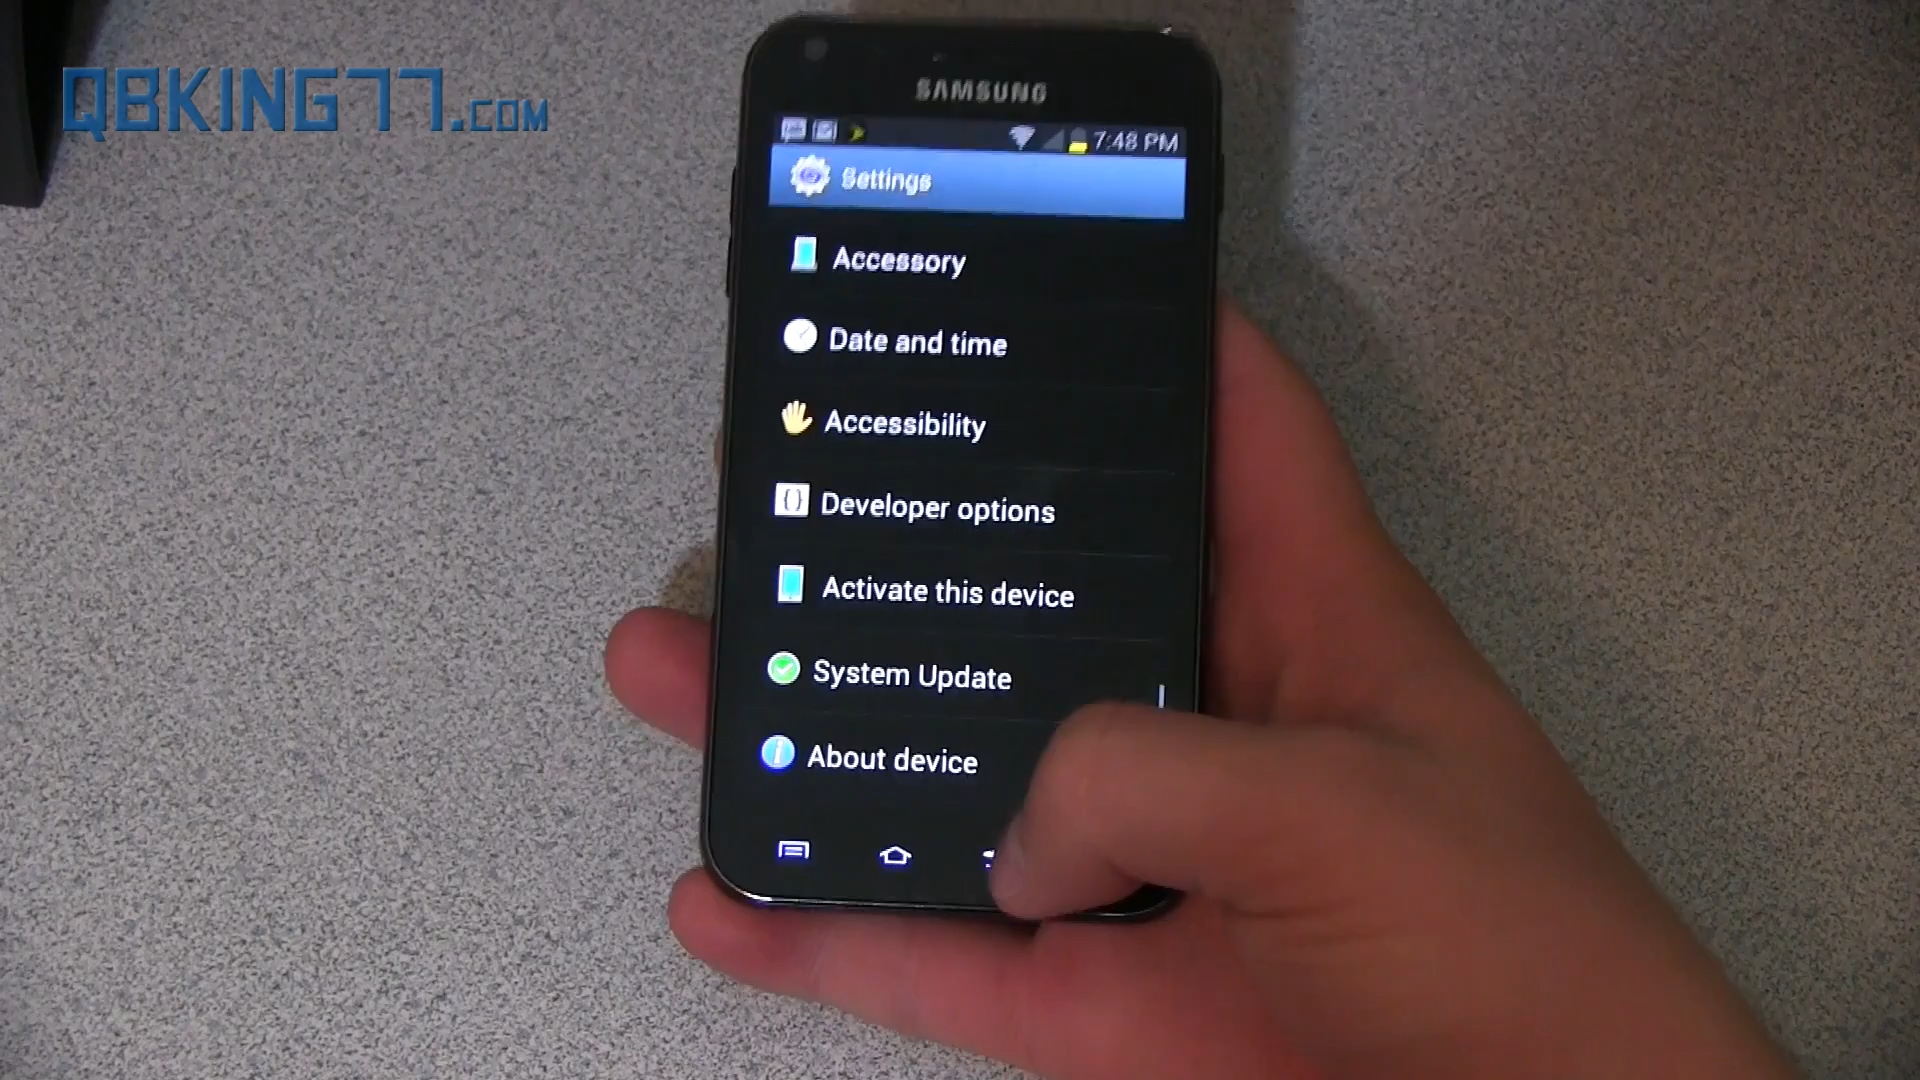 QBKING77.COM
SAMSUNG
7:48 PM
Settings
Accessory
Date and time
Accessibility
Developer options
Activate this device
System Update
About device